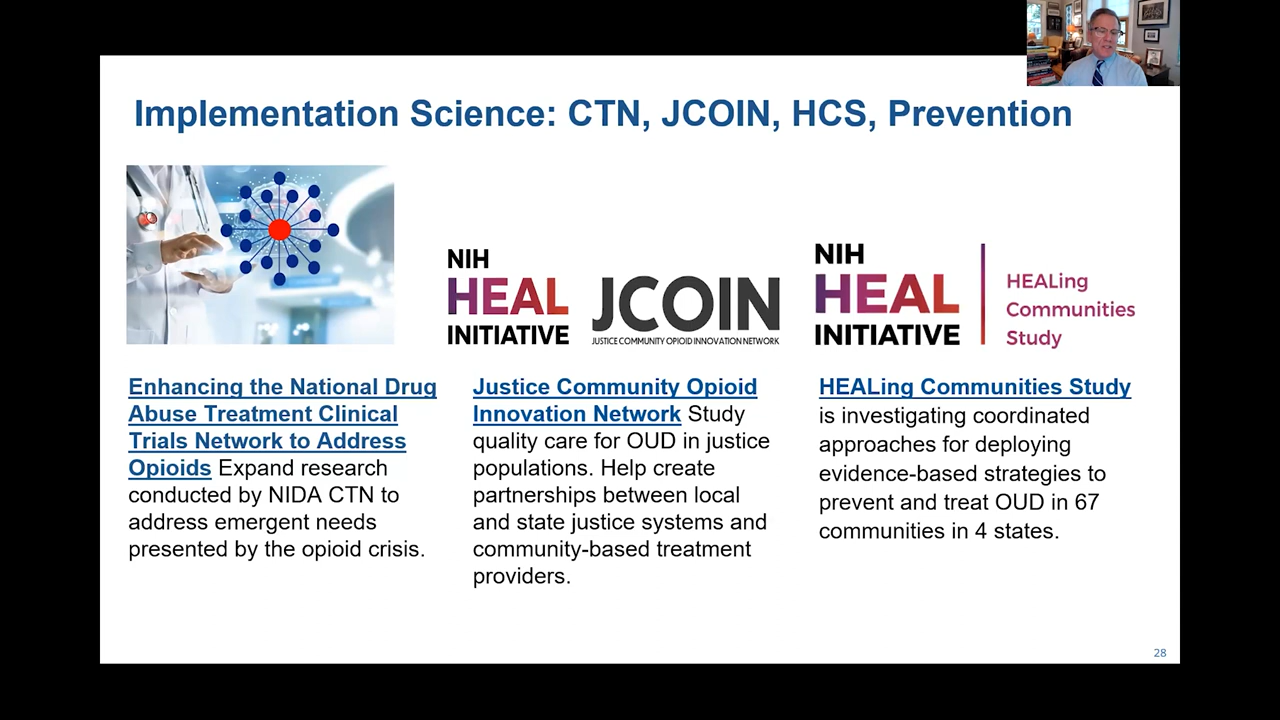 Implementation Science: CTN, JCOIN, HCS, Prevention
NIH
HEAL
INITIATIVE
JCOIN
JUSTICE COMMUNITY OPIOID INNOVATION NETWORK
NIH
HEAL
INITIATIVE
HEALing
Communities
Study
Enhancing the National Drug
Abuse Treatment Clinical
Trials Network to Address
Opioids Expand research
conducted by NIDA CTN to
address emergent needs
presented by the opioid crisis.
Justice Community Opioid
Innovation Network Study
quality care for OUD in justice
populations. Help create
partnerships between local
and state justice systems and
community-based treatment
providers.
HEALing Communities Study
is investigating coordinated
approaches for deploying
evidence-based strategies to
prevent and treat OUD in 67
communities in 4 states.
28